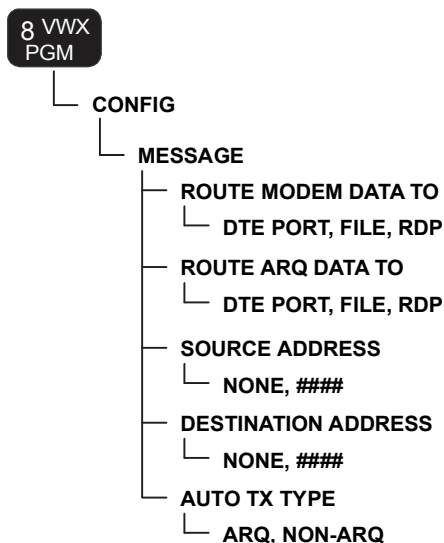 8 VWX
PGM
CONFIG
MESSAGE
ROUTE MODEM DATA TO
DTE PORT, FILE, RDP
ROUTE ARQ DATA TO
DTE PORT, FILE, RDP
SOURCE ADDRESS
NONE, ####
DESTINATION ADDRESS
NONE, ####
AUTO TX TYPE
ARQ, NON-ARQ